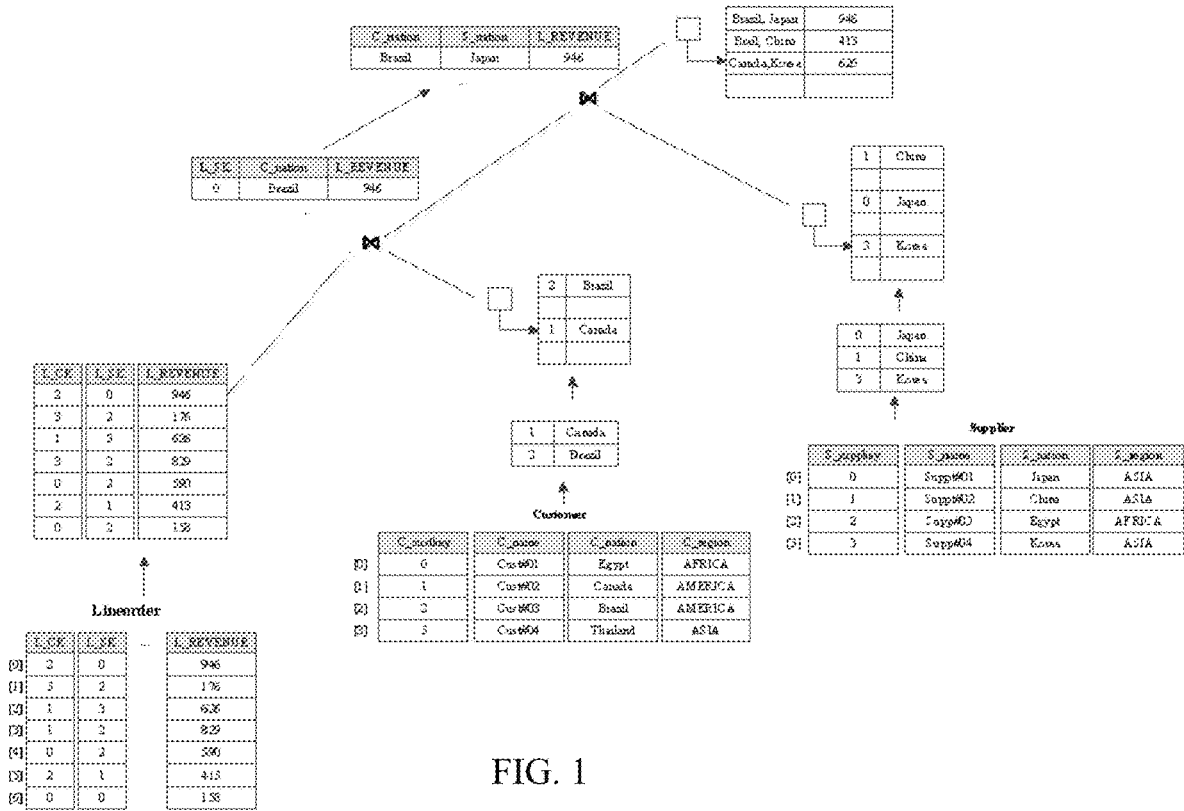 C_nation S_nation L_REVENUE
Brazil Japan 946
...
Brazil, Japan 946
Brazil, China 413
Canada,Korea 626
L_SK C_nation L_REVENUE
0 Brazil 946
...
1 China
0 Japan
3 Korea
2 Brazil
1 Canada
0 Japan
1 China
3 Korea
L_CK L_SK L_REVENUE
2 0 946
3 2 176
1 3 626
3 2 829
0 2 590
2 1 413
0 2 158
1 Canada
2 Brazil
Supplier
S_suppkey S_name S_nation S_region
[0] 0 Supp#01 Japan ASIA
[1] 1 Supp#02 China ASIA
[2] 2 Supp#03 Egypt AFRICA
[3] 3 Supp#04 Korea ASIA
Customer
C_custkey C_name C_nation C_region
[0] 0 Cust#01 Egypt AFRICA
[1] 1 Cust#02 Canada AMERICA
[2] 2 Cust#03 Brazil AMERICA
[3] 3 Cust#04 Thailand ASIA
Lineorder
L_CK L_SK ... L_REVENUE
[0] 2 0 946
[1] 3 2 176
[2] 1 3 626
[3] 1 2 829
[4] 0 2 590
[5] 2 1 413
[6] 0 0 158
FIG. 1